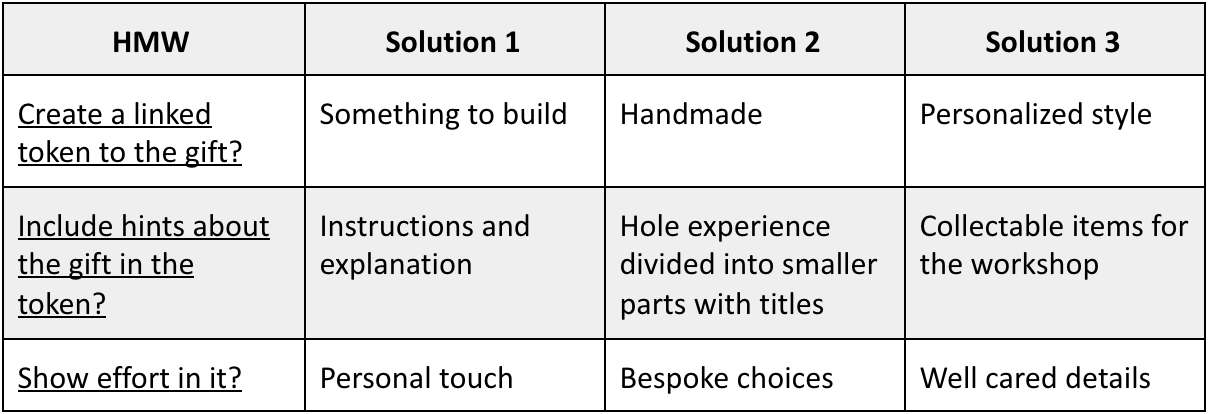 HMW Solution 1 Solution 2 Solution 3
Create a linked
token to the gift?
Something to build
Handmade
Personalized style
Include hints about
the gift in the
token?
Instructions and
explanation
Hole experience
divided into smaller
parts with titles
Collectable items for
the workshop
Show effort in it?
Personal touch
Bespoke choices
Well cared details